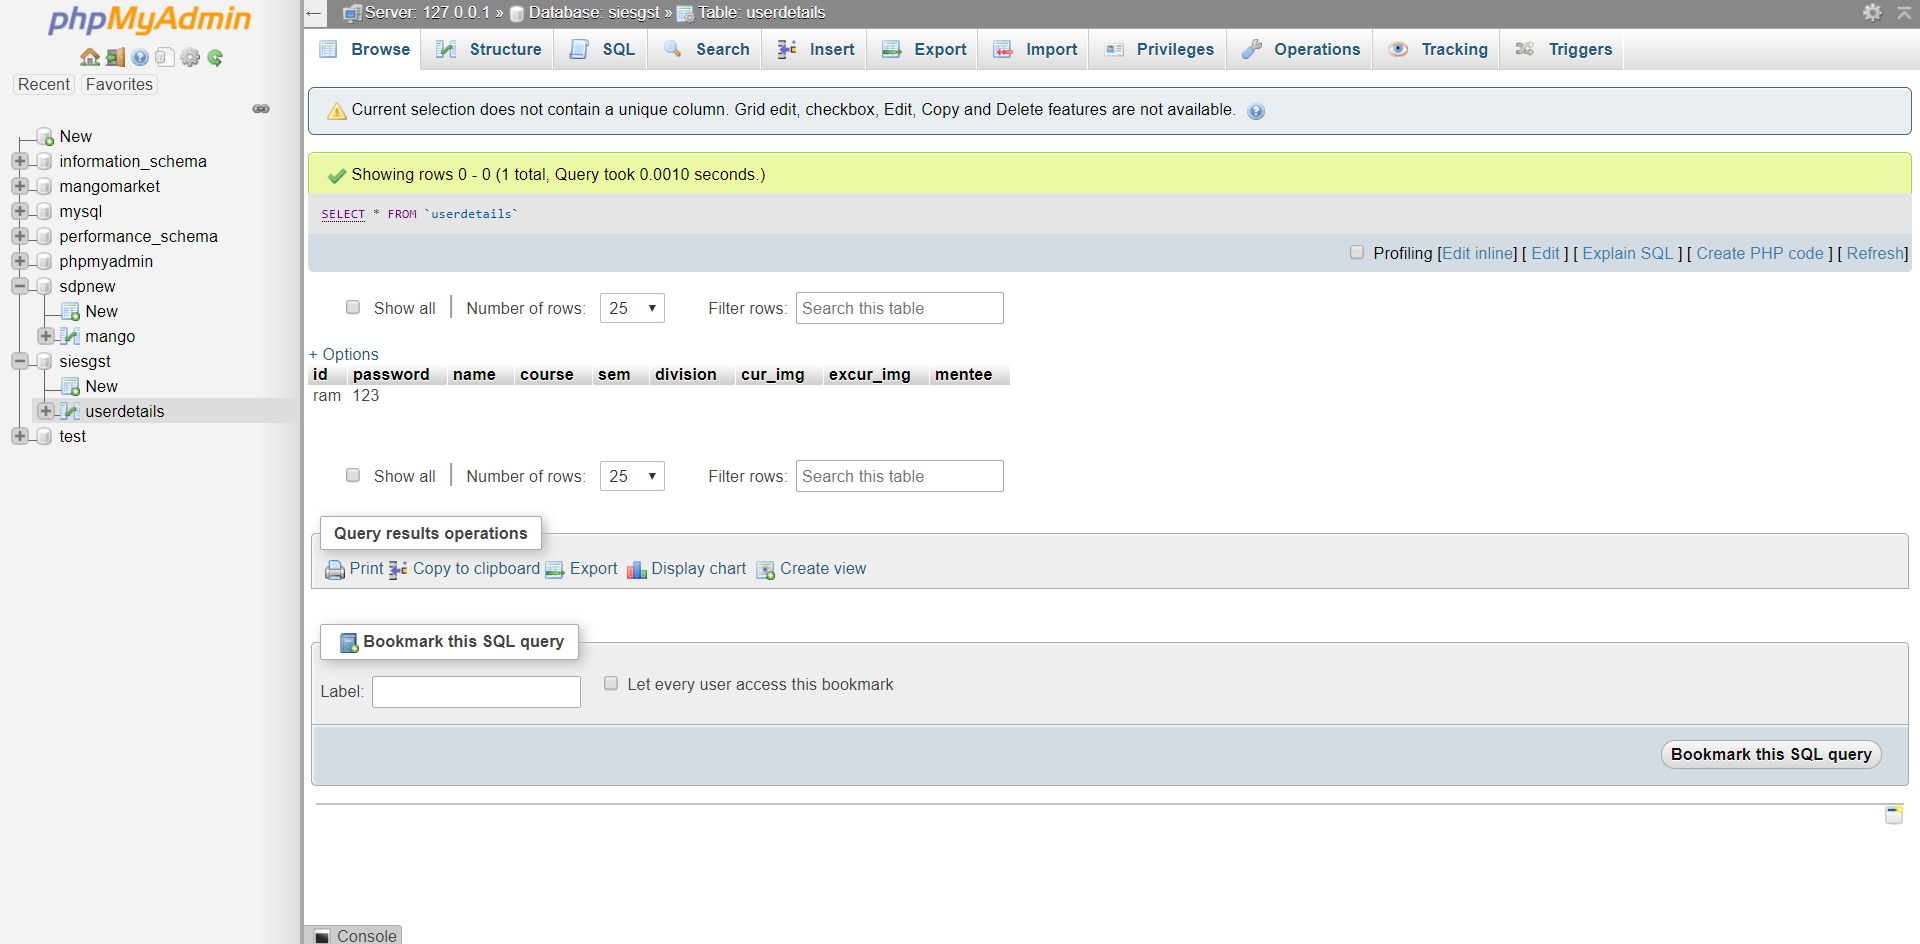 phpMyAdmin
Recent Favorites
New
information_schema
mangomarket
mysql
performance_schema
phpmyadmin
sdpnew
New
mango
siesgst
New
userdetails
test
Server: 127.0.0.1 » Database: siesgst » Table: userdetails
Browse Structure SQL Search Insert Export Import Privileges Operations Tracking Triggers
Current selection does not contain a unique column. Grid edit, checkbox, Edit, Copy and Delete features are not available.
Showing rows 0 - 0 (1 total, Query took 0.0010 seconds.)
SELECT * FROM `userdetails`
Profiling [Edit inline] [ Edit ] [ Explain SQL ] [ Create PHP code ] [ Refresh]
Show all Number of rows: 25 Filter rows: Search this table
+ Options
id password name course sem division cur_img excur_img mentee
ram 123
Show all Number of rows: 25 Filter rows: Search this table
Query results operations
Print Copy to clipboard Export Display chart Create view
Bookmark this SQL query
Label: Let every user access this bookmark
Bookmark this SQL query
Console